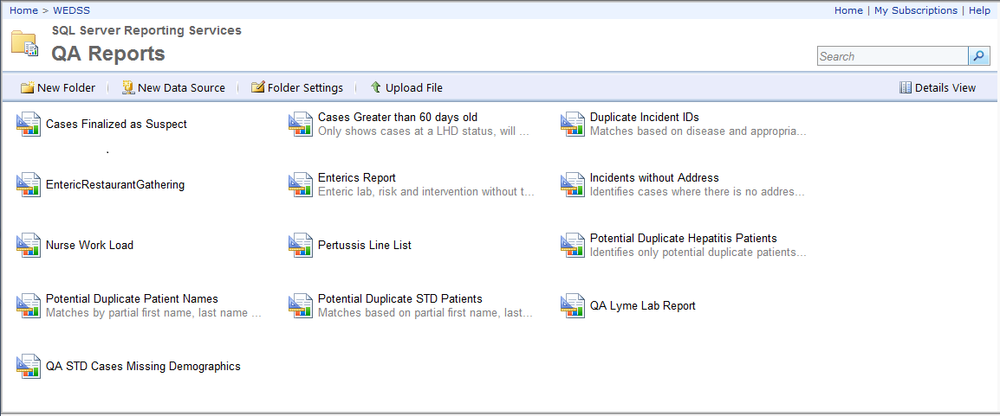 Home > WEDSS
Home | My Subscriptions | Help
SQL Server Reporting Services
QA Reports
Search
New Folder
New Data Source
Folder Settings
Upload File
Details View
Cases Finalized as Suspect
Cases Greater than 60 days old
Only shows cases at a LHD status, will ...
Duplicate Incident IDs
Matches based on disease and appropria...
EntericRestaurantGathering
Enterics Report
Enteric lab, risk and intervention without t...
Incidents without Address
Identifies cases where there is no addres...
Nurse Work Load
Pertussis Line List
Potential Duplicate Hepatitis Patients
Identifies only potential duplicate patients...
Potential Duplicate Patient Names
Matches by partial first name, last name ...
Potential Duplicate STD Patients
Matches based on partial first name, last...
QA Lyme Lab Report
QA STD Cases Missing Demographics